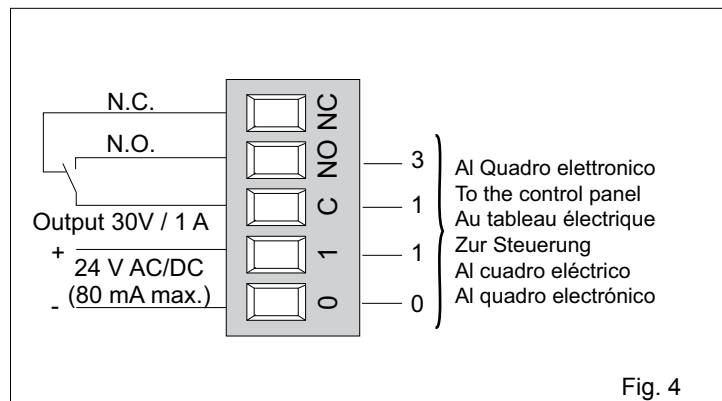 N.C.
N.O.
Output 30V / 1 A
+
24 V AC/DC
(80 mA max.)
-
NC
NO
C
1
0
3
1
1
0
Al Quadro elettronico
To the control panel
Au tableau électrique
Zur Steuerung
Al cuadro eléctrico
Al quadro electrónico
Fig. 4